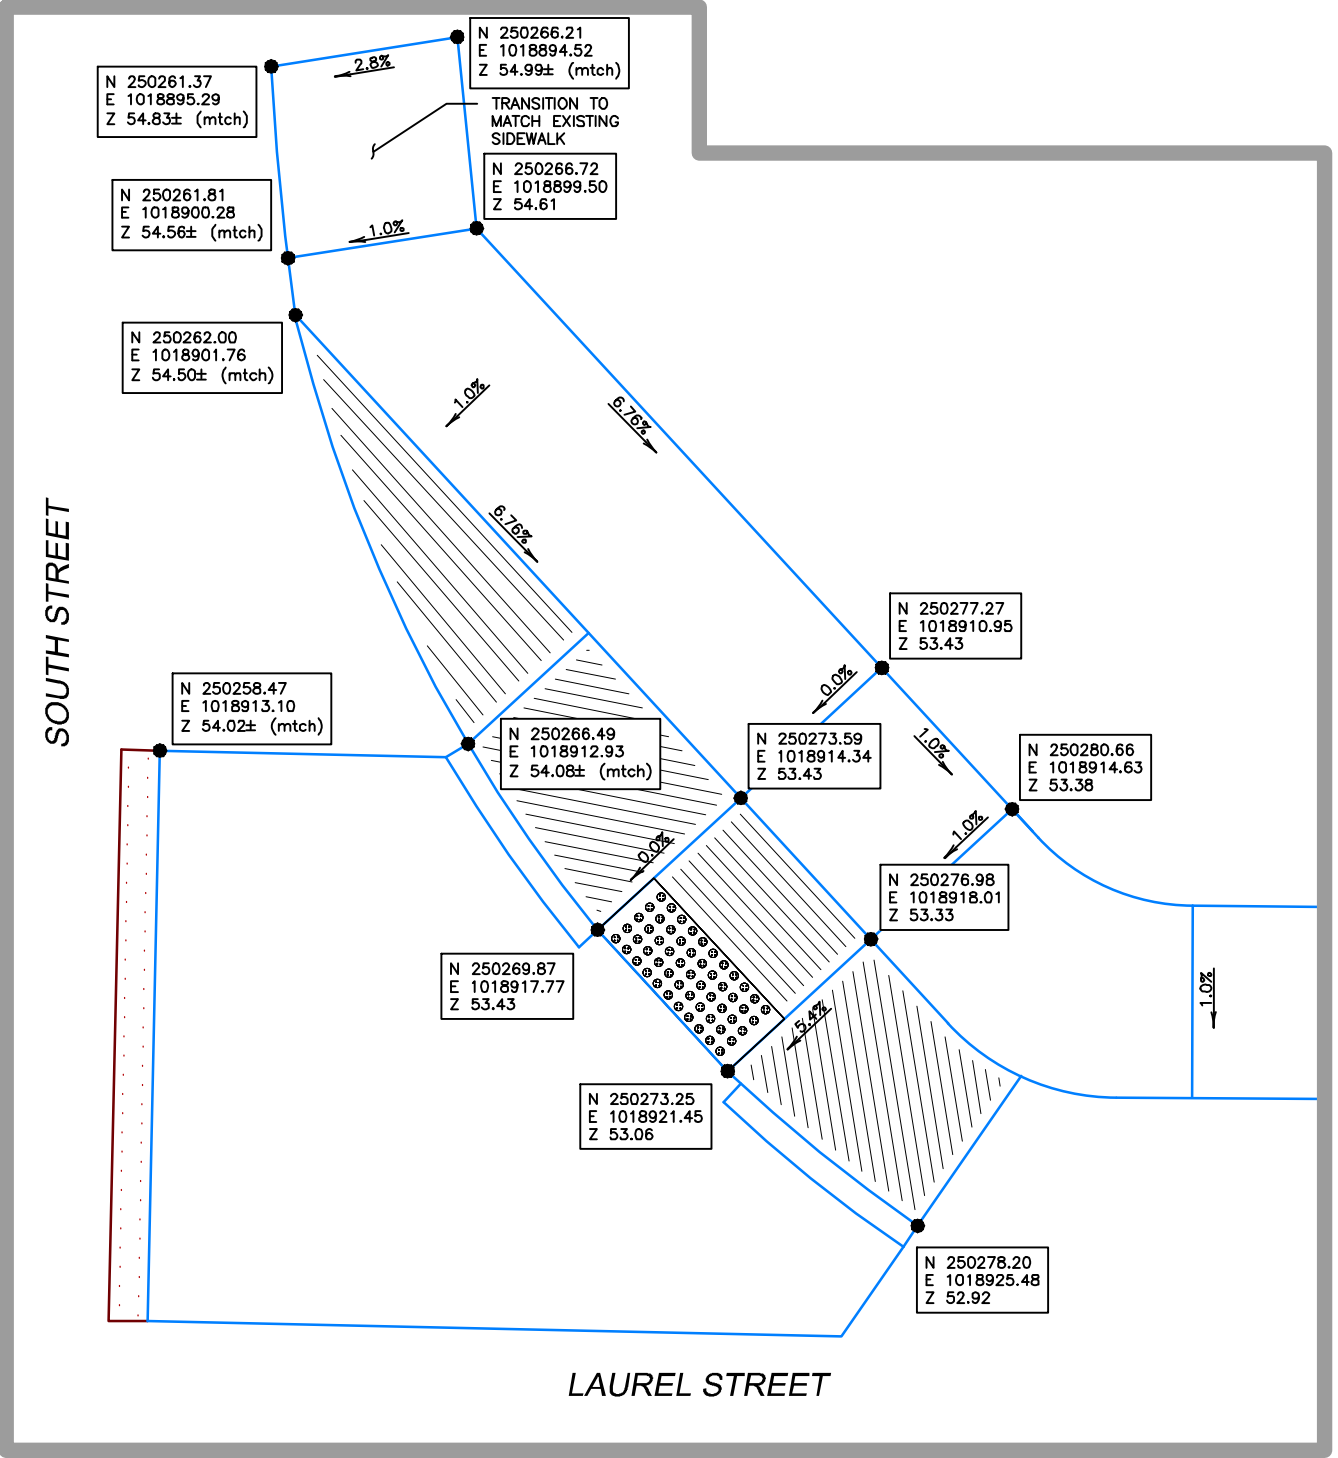 N 250266.21
E 1018894.52
Z 54.99± (mtch)
2.8%
N 250261.37
E 1018895.29
Z 54.83± (mtch)
TRANSITION TO
MATCH EXISTING
SIDEWALK
N 250266.72
E 1018899.50
Z 54.61
N 250261.81
E 1018900.28
Z 54.56± (mtch)
1.0%
N 250262.00
E 1018901.76
Z 54.50± (mtch)
1.0%
6.76%
6.76%
SOUTH STREET
N 250277.27
E 1018910.95
Z 53.43
0.0%
N 250258.47
E 1018913.10
Z 54.02± (mtch)
N 250266.49
E 1018912.93
Z 54.08± (mtch)
N 250273.59
E 1018914.34
Z 53.43
1.0%
N 250280.66
E 1018914.63
Z 53.38
1.0%
0.0%
N 250276.98
E 1018918.01
Z 53.33
N 250269.87
E 1018917.77
Z 53.43
1.0%
5.4%
N 250273.25
E 1018921.45
Z 53.06
N 250278.20
E 1018925.48
Z 52.92
LAUREL STREET